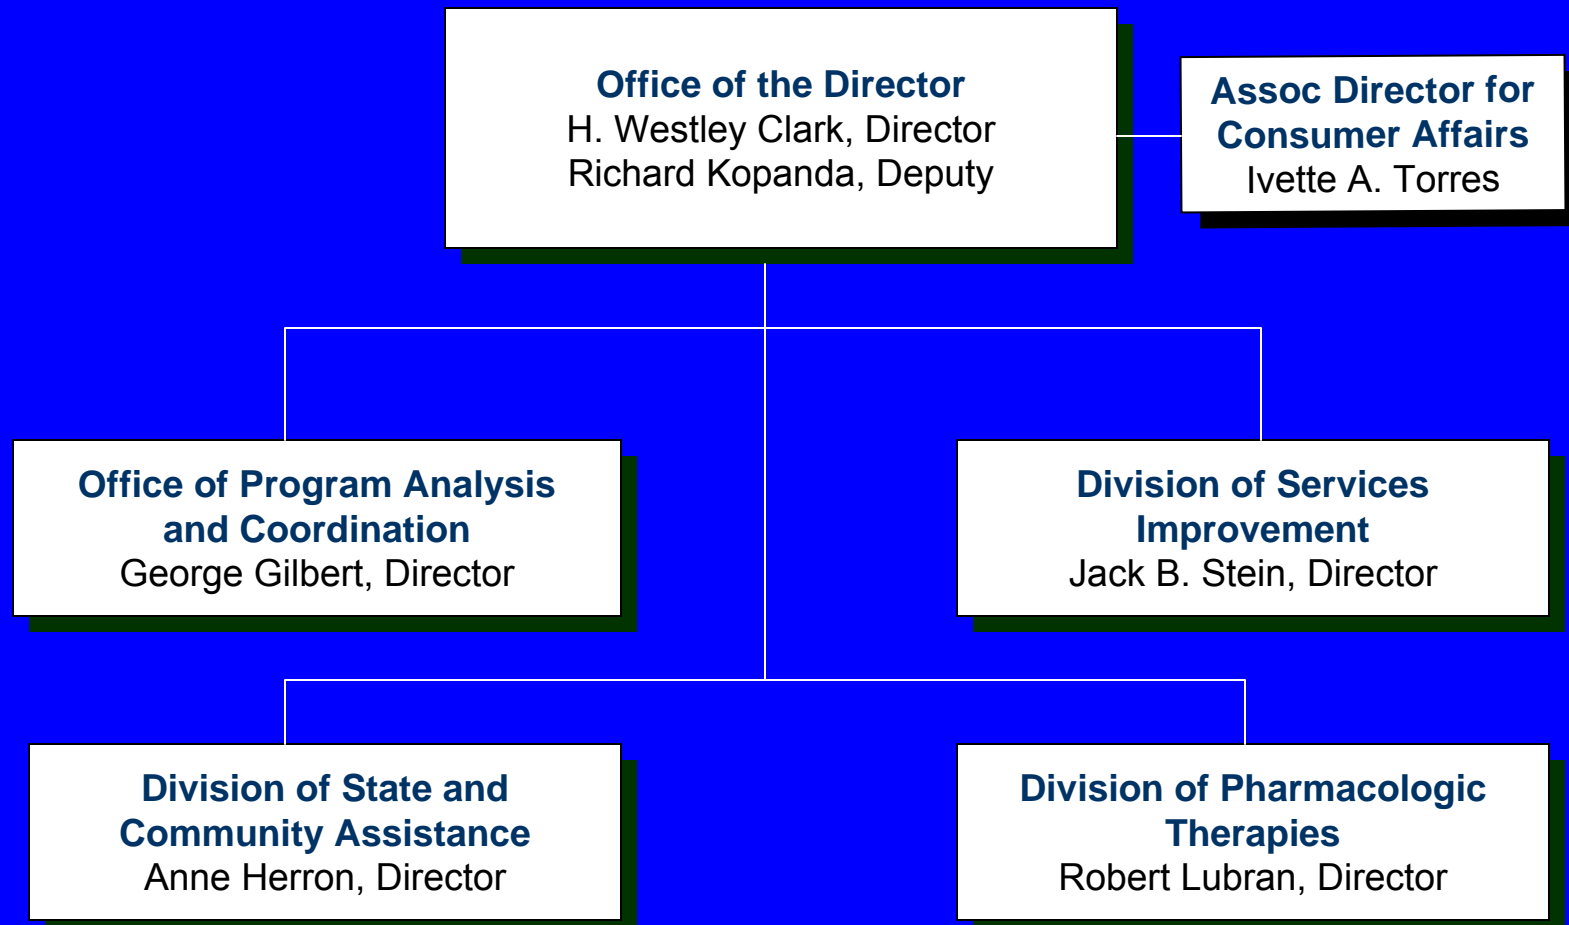 Office of the Director
H. Westley Clark, Director
Richard Kopanda, Deputy
Assoc Director for
Consumer Affairs
Ivette A. Torres
Office of Program Analysis
and Coordination
George Gilbert, Director
Division of Services
Improvement
Jack B. Stein, Director
Division of State and
Community Assistance
Anne Herron, Director
Division of Pharmacologic
Therapies
Robert Lubran, Director